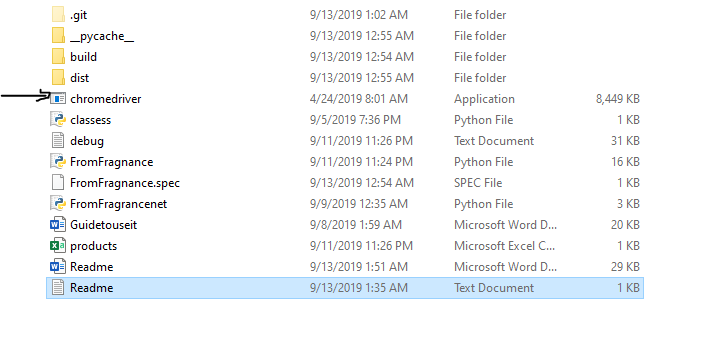 .git 9/13/2019 1:02 AM File folder
__pycache__ 9/13/2019 12:55 AM File folder
build 9/13/2019 12:54 AM File folder
dist 9/13/2019 12:55 AM File folder
chromedriver 4/24/2019 8:01 AM Application 8,449 KB
classess 9/5/2019 7:36 PM Python File 1 KB
debug 9/11/2019 11:26 PM Text Document 31 KB
FromFragnance 9/11/2019 11:24 PM Python File 16 KB
FromFragnance.spec 9/13/2019 12:54 AM SPEC File 1 KB
FromFragrancenet 9/9/2019 12:35 AM Python File 3 KB
Guidetouseit 9/8/2019 1:59 AM Microsoft Word D... 20 KB
products 9/11/2019 11:26 PM Microsoft Excel C... 1 KB
Readme 9/13/2019 1:51 AM Microsoft Word D... 29 KB
Readme 9/13/2019 1:35 AM Text Document 1 KB